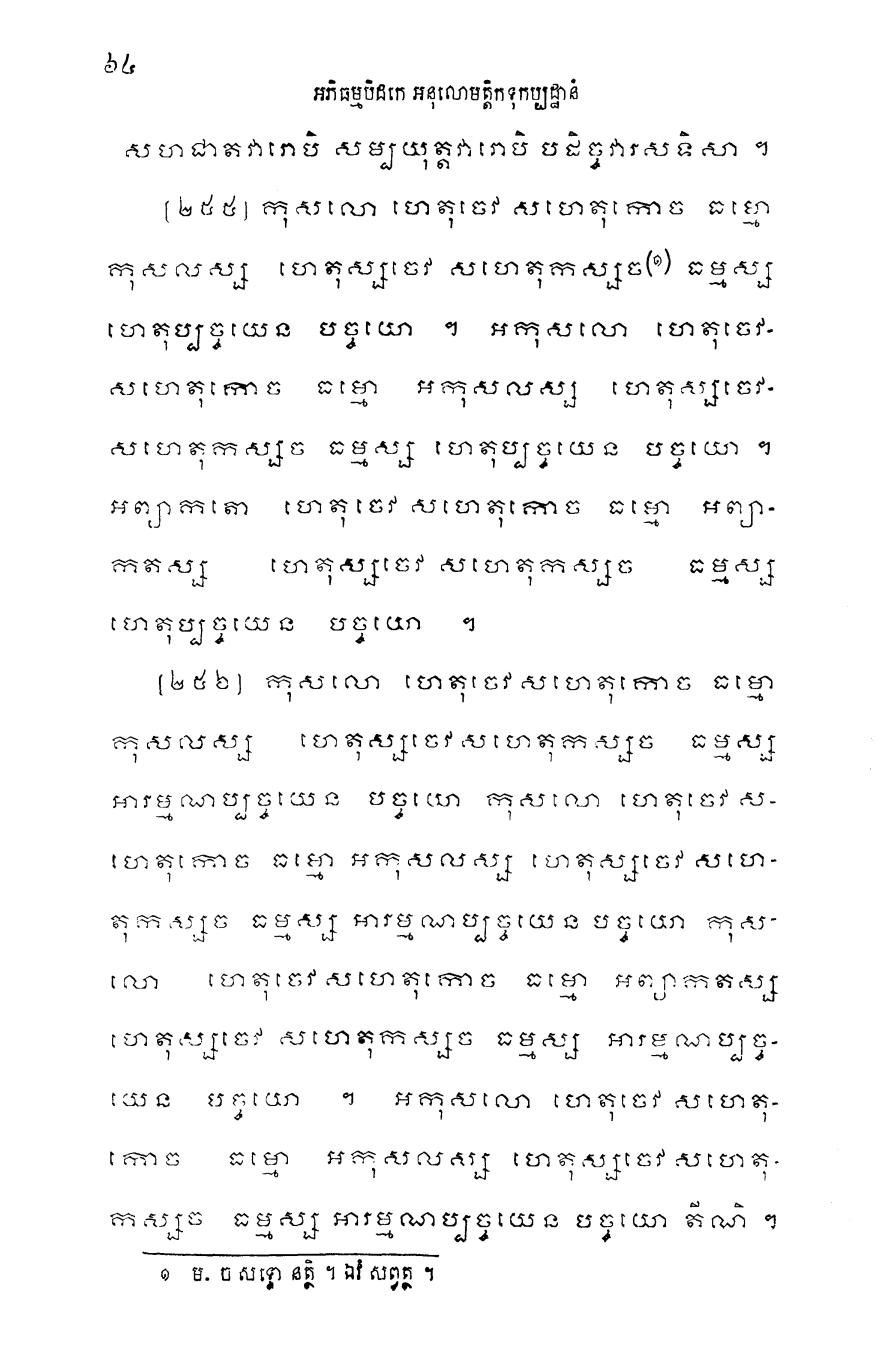 ៦៤
អភិធម្មបិដកេ អនុលោមត្តិកទុកប្បដ្ឋានំ
សហជាតវារោបិ សម្បយុត្តវារោបិ បដិច្ចវារសទិសា ។
(២៥៥) កុសលោ ហេតុចេវ សហេតុកោច ធម្មោ
កុសលស្ស ហេតុស្សចេវ សហេតុកស្សច(១) ធម្មស្ស
ហេតុប្បច្ចយេន បច្ចយោ ។ អកុសលោ ហេតុចេវ-
សហេតុកោច ធម្មោ អកុសលស្ស ហេតុស្សចេវ-
សហេតុកស្សច ធម្មស្ស ហេតុប្បច្ចយេន បច្ចយោ ។
អព្យាកតោ ហេតុចេវ សហេតុកោច ធម្មោ អព្យា-
កតស្ស ហេតុស្សចេវ សហេតុកស្សច ធម្មស្ស
ហេតុប្បច្ចយេន បច្ចយោ ។
(២៥៦) កុសលោ ហេតុចេវ សហេតុកោច ធម្មោ
កុសលស្ស ហេតុស្សចេវ សហេតុកស្សច ធម្មស្ស
អារម្មណប្បច្ចយេន បច្ចយោ កុសលោ ហេតុចេវ ស-
ហេតុកោច ធម្មោ អកុសលស្ស ហេតុស្សចេវ សហេ-
តុកស្សច ធម្មស្ស អារម្មណប្បច្ចយេន បច្ចយោ កុស-
លោ ហេតុចេវ សហេតុកោច ធម្មោ អព្យាកតស្ស
ហេតុស្សចេវ សហេតុកស្សច ធម្មស្ស អារម្មណប្បច្ច-
យេន បច្ចយោ ។ អកុសលោ ហេតុចេវ សហេតុ-
កោច ធម្មោ អកុសលស្ស ហេតុស្សចេវ សហេតុ-
កស្សច ធម្មស្ស អារម្មណប្បច្ចយេន បច្ចយោ តីណិ ។
១ ម. ច សទ្ទោ នត្ថិ ។ ឯវំ សព្វត្ថ ។